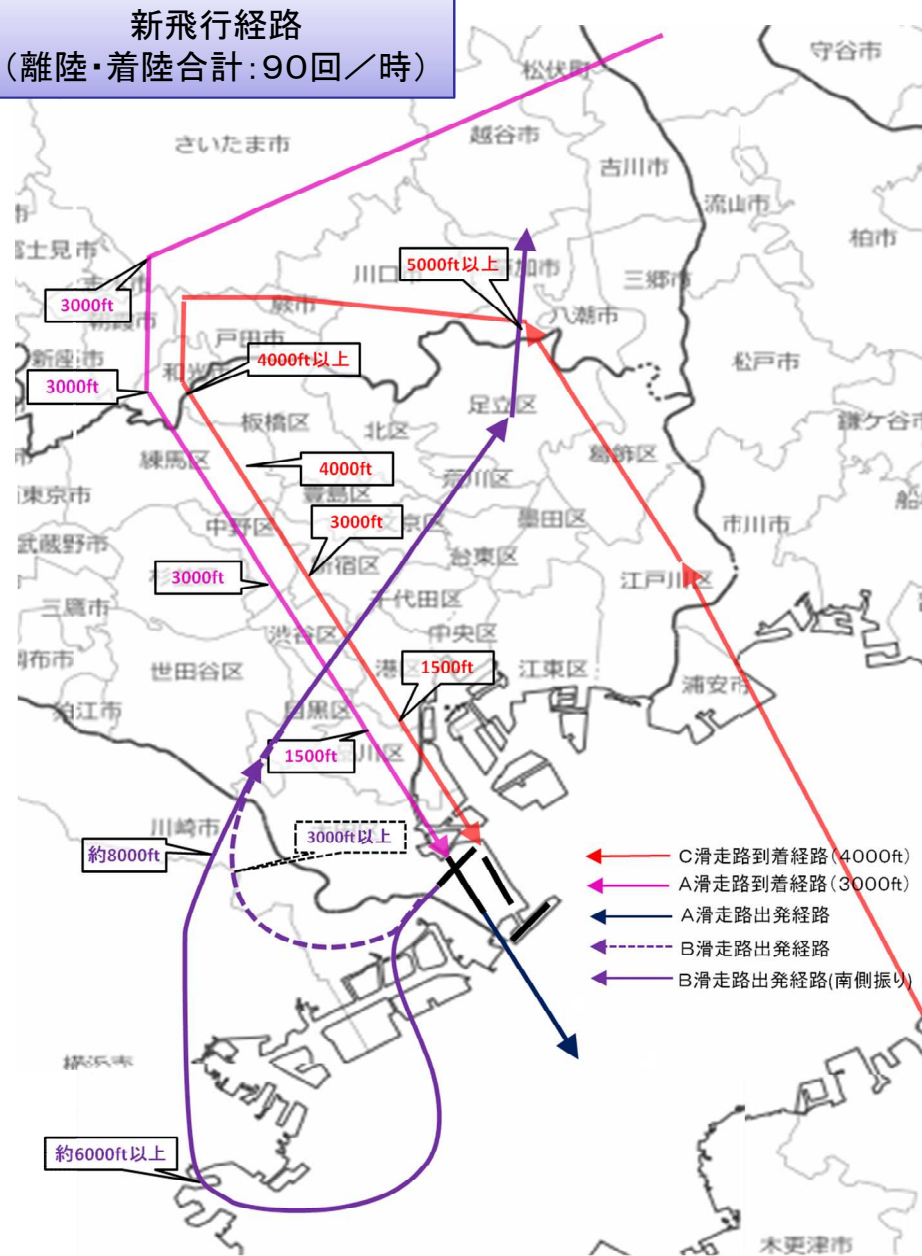 新飛行経路
(離陸・着陸合計:90回/時)
守谷市
松伏町
さいたま市
越谷市
吉川市
流山市
柏市
富士見市
川口市
5000ft以上
三郷市
3000ft
朝霞市
蕨市
八潮市
戸田市
新座市
4000ft以上
松戸市
3000ft
足立区
板橋区
北区
鎌ケ谷市
練馬区
4000ft
荒川区
葛飾区
東京市
豊島区
3000ft
墨田区
市川市
中野区
武蔵野市
新宿区
台東区
3000ft
江戸川区
千代田区
三鷹市
渋谷区
中央区
調布市
世田谷区
港区
1500ft
江東区
浦安市
狛江市
目黒区
1500ft
品川区
川崎市
3000ft以上
約8000ft
C滑走路到着経路(4000ft)
A滑走路到着経路(3000ft)
A滑走路出発経路
B滑走路出発経路
B滑走路出発経路(南側振り)
横浜市
約6000ft以上
木更津市